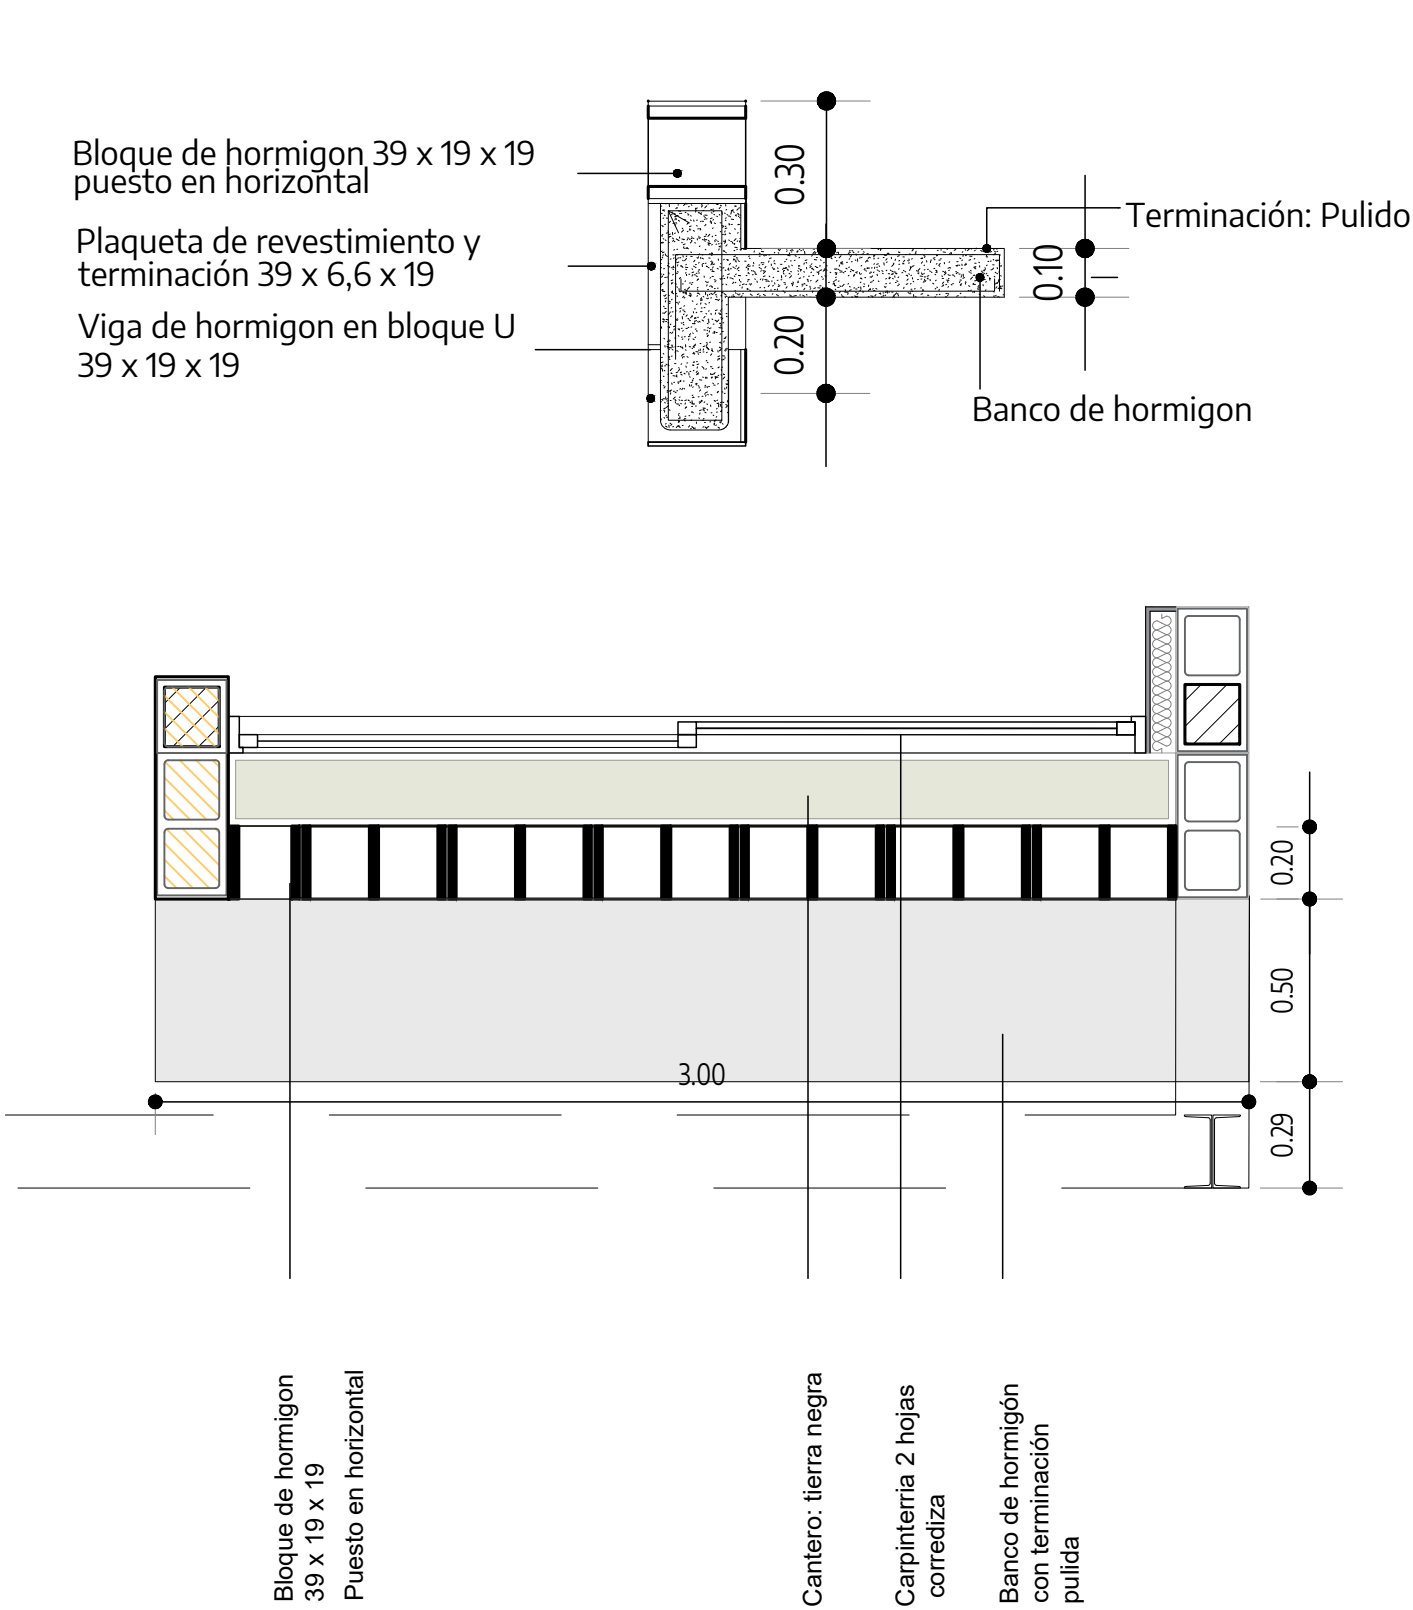 Bloque de hormigon 39 x 19 x 19
puesto en horizontal
0.30
Terminación: Pulido
Plaqueta de revestimiento y
terminación 39 x 6,6 x 19
0.10
Viga de hormigon en bloque U
39 x 19 x 19
0.20
Banco de hormigon
0.20
0.50
3.00
0.29
Bloque de hormigon
39 x 19 x 19
Puesto en horizontal
Cantero: tierra negra
Carpinterria 2 hojas
corrediza
Banco de hormigón
con terminación
pulida